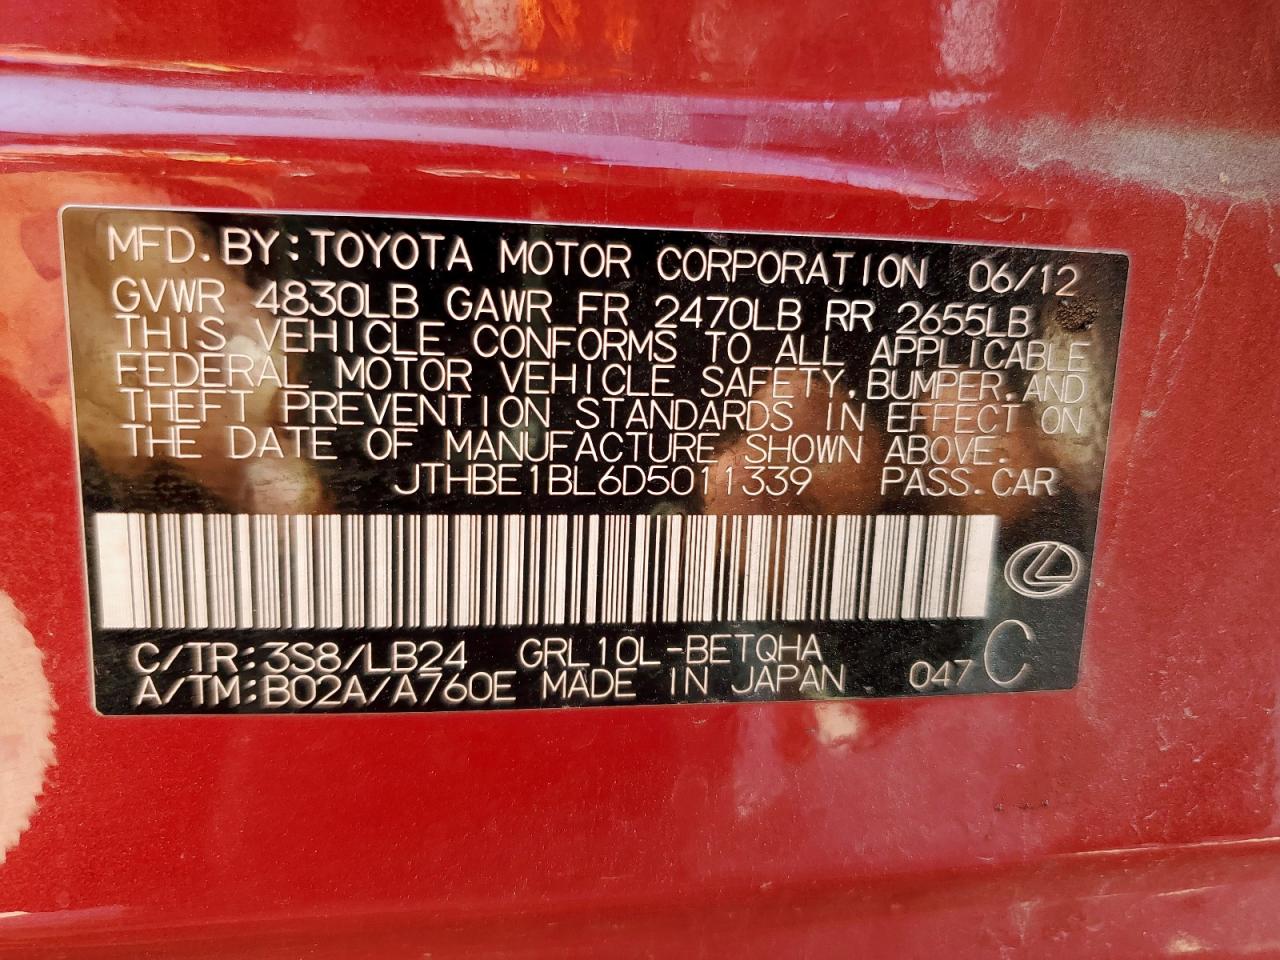 MFD. BY: TOYOTA MOTOR CORPORATION 06/12
GVWR 4830LB GAWR FR 2470LB RR 2655LB
THIS VEHICLE CONFORMS TO ALL APPLICABLE
FEDERAL MOTOR VEHICLE SAFETY, BUMPER, AND
THEFT PREVENTION STANDARDS IN EFFECT ON
THE DATE OF MANUFACTURE SHOWN ABOVE.
JTHBE1BL6D5011339 PASS. CAR
C/TR: 3S8/LB24 GRL10L-BETQHA
A/TM: B02A/A760E MADE IN JAPAN 047 C